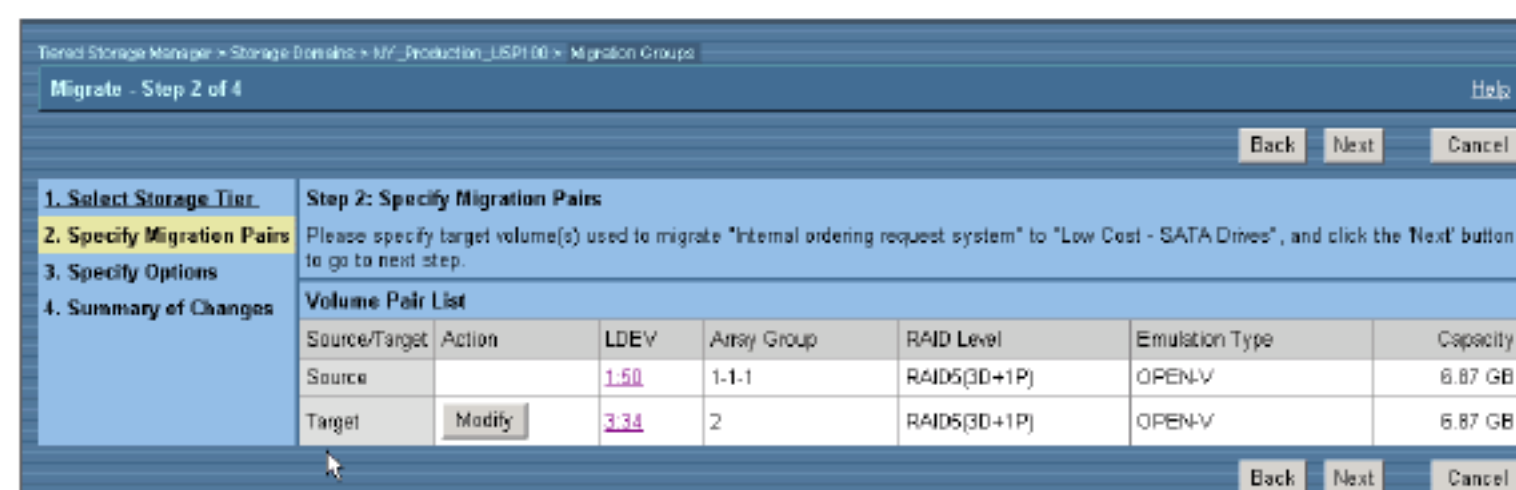 Tiered Storage Manager > Storage Domains > NY_Production_USP100 > Migration Groups
Migrate - Step 2 of 4
Help
Back Next Cancel
1. Select Storage Tier
2. Specify Migration Pairs
3. Specify Options
4. Summary of Changes
Step 2: Specify Migration Pairs
Please specify target volume(s) used to migrate "Internal ordering request system" to "Low Cost - SATA Drives", and click the 'Next' button
to go to next step.
Volume Pair List
Source/Target Action LDEV Array Group RAID Level Emulation Type Capacity
Source 1:50 1-1-1 RAID5(3D+1P) OPEN-V 6.87 GB
Target Modify 3:34 2 RAID5(3D+1P) OPEN-V 6.87 GB
Back Next Cancel